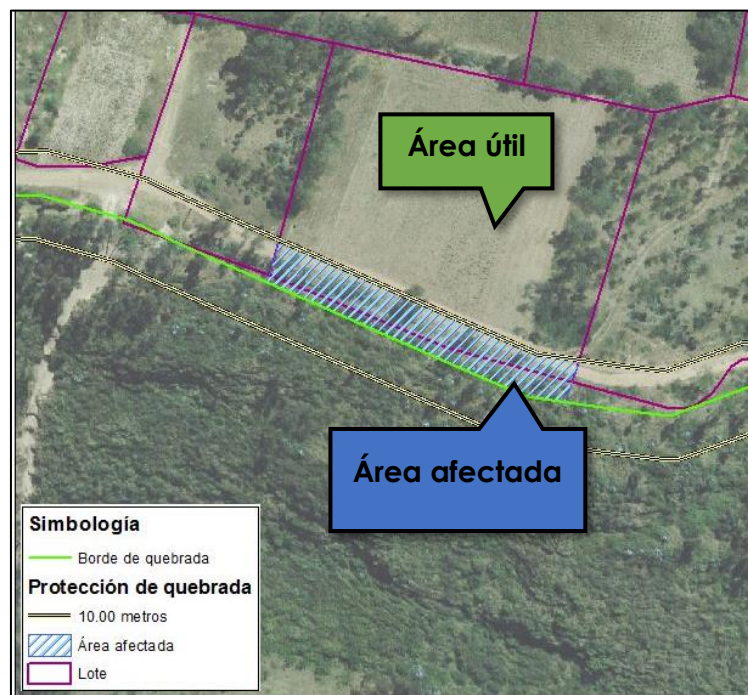 Área útil
Área afectada
Simbología
Borde de quebrada
Protección de quebrada
10.00 metros
Área afectada
Lote